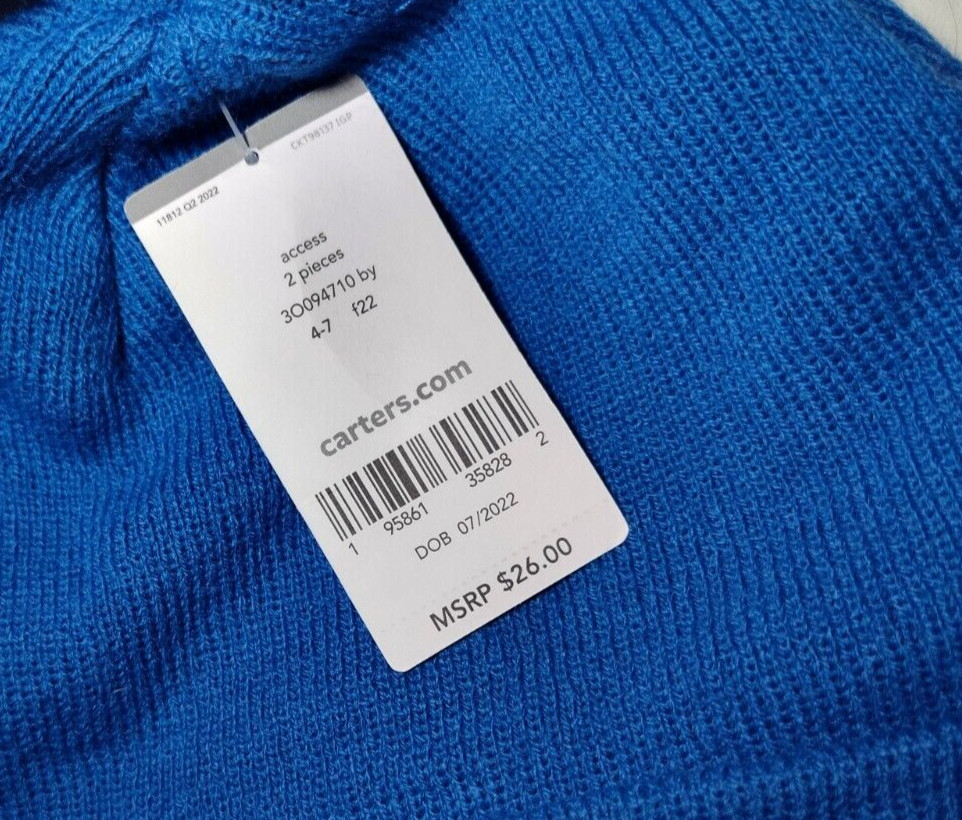 CKT98137 IGP
11812 Q2 2022
access
2 pieces
3O094710 by
4-7 f22
carters.com
1 95861 35828 2
DOB 07/2022
MSRP $26.00